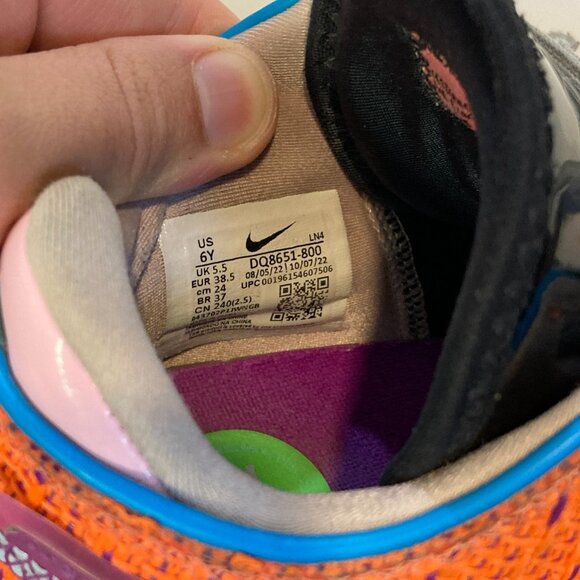 US
6Y
LN4
UK 5.5
EUR 38.5
cm 24
BR 37
CN 240(2.5)
DQ8651-800
08/05/22 | 10/07/22
UPC 00196154607506